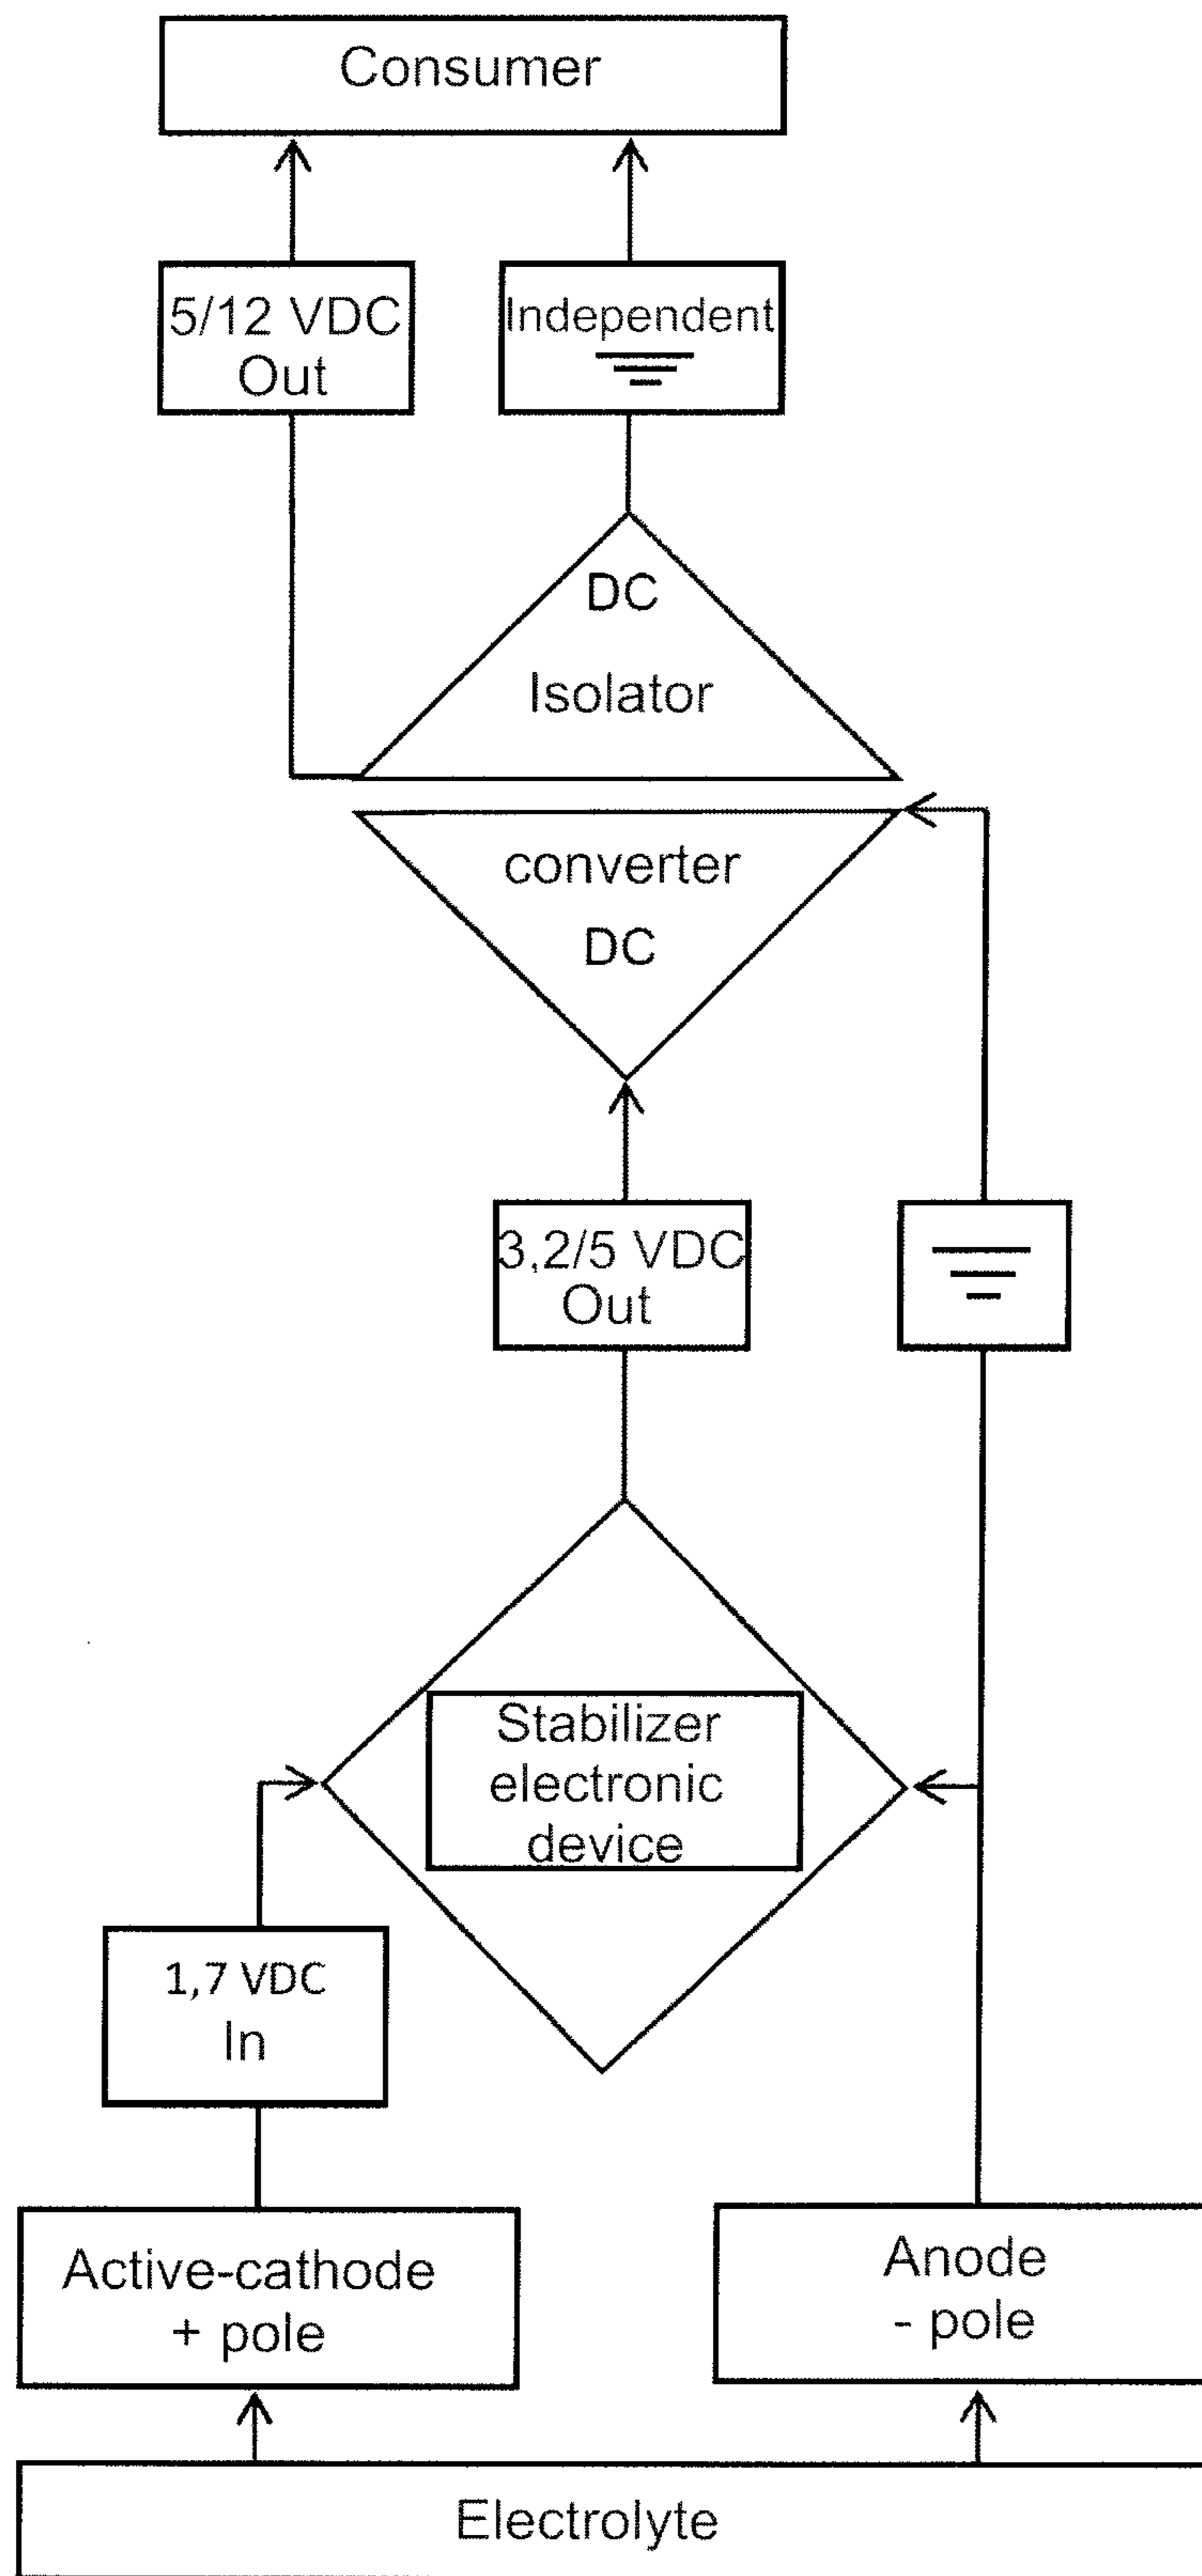 Consumer
5/12 VDC
Out
Independent
DC
Isolator
converter
DC
3,2/5 VDC
Out
Stabilizer
electronic
device
1,7 VDC
In
Active-cathode
+ pole
Anode
- pole
Electrolyte